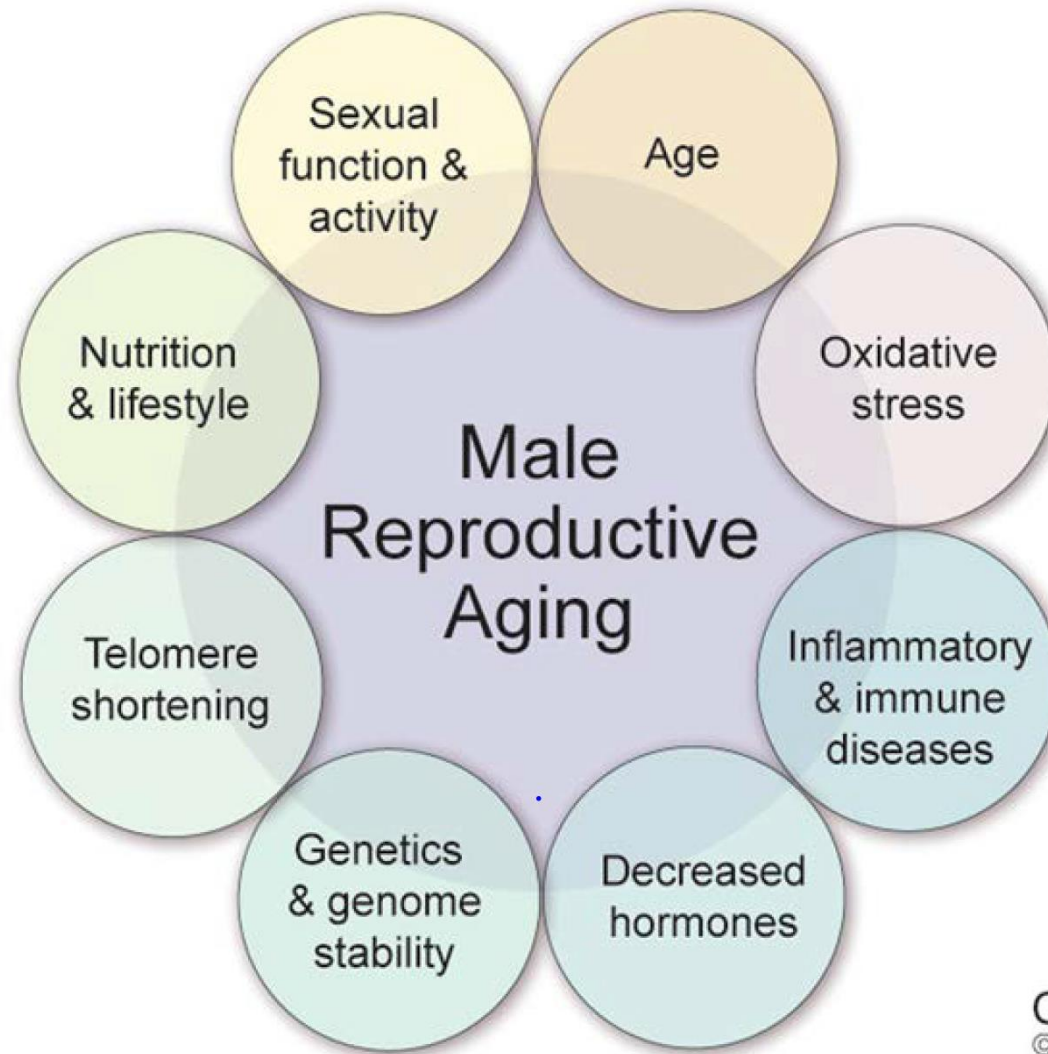 Sexual
function &
activity
Age
Oxidative
stress
Inflammatory
& immune
diseases
Decreased
hormones
Genetics
& genome
stability
Telomere
shortening
Nutrition
& lifestyle
Male
Reproductive
Aging
©